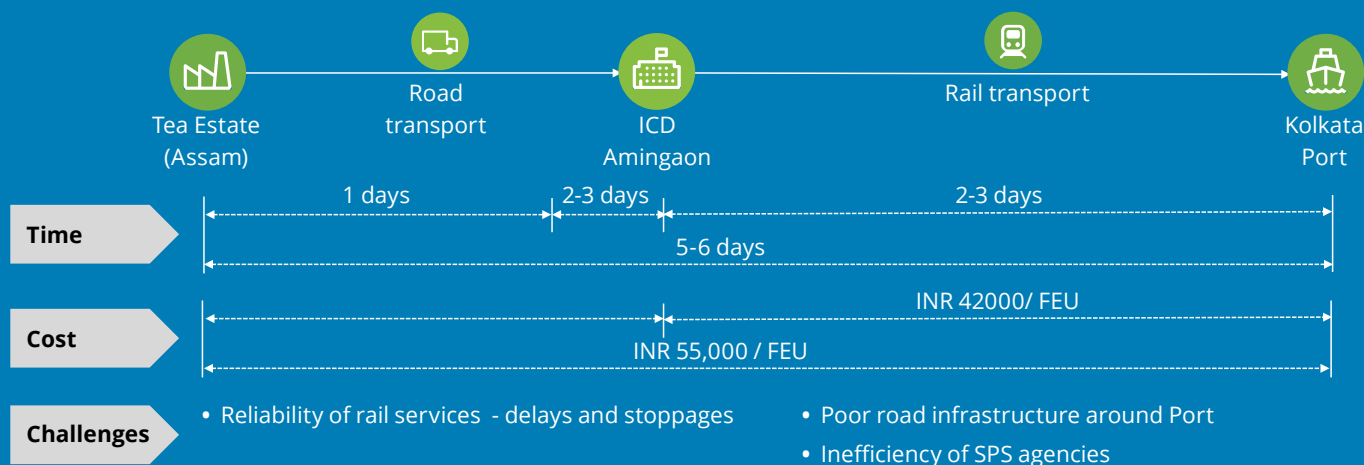 Road
transport
Rail transport
Tea Estate
(Assam)
ICD
Amingaon
Kolkata
Port
Time
1 days
2-3 days
2-3 days
5-6 days
Cost
INR 42000/ FEU
INR 55,000 / FEU
Challenges
• Reliability of rail services - delays and stoppages
• Poor road infrastructure around Port
• Inefficiency of SPS agencies